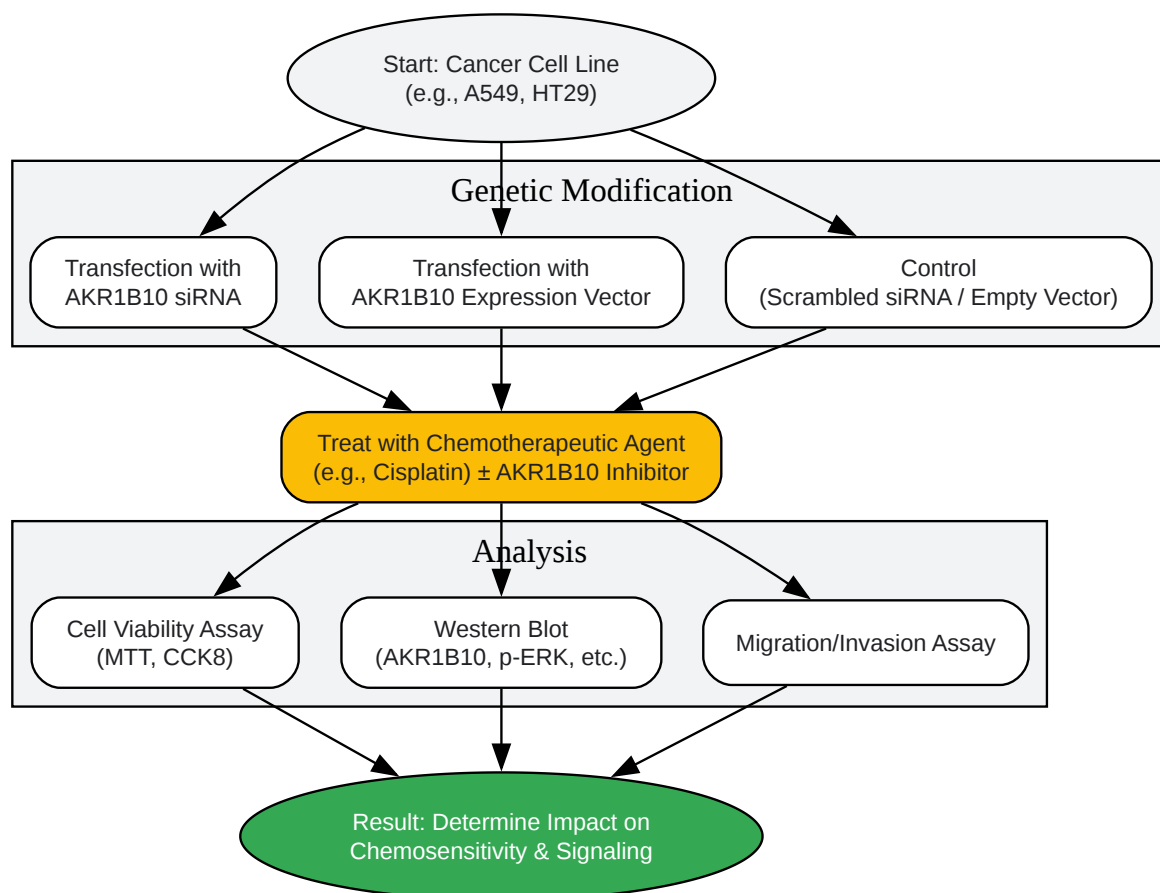 Start: Cancer Cell Line
(e.g., A549, HT29)
Genetic Modification
Transfection with
AKR1B10 siRNA
Transfection with
AKR1B10 Expression Vector
Control
(Scrambled siRNA / Empty Vector)
Treat with Chemotherapeutic Agent
(e.g., Cisplatin) ± AKR1B10 Inhibitor
Analysis
Cell Viability Assay
(MTT, CCK8)
Western Blot
(AKR1B10, p-ERK, etc.)
Migration/Invasion Assay
Result: Determine Impact on
Chemosensitivity & Signaling